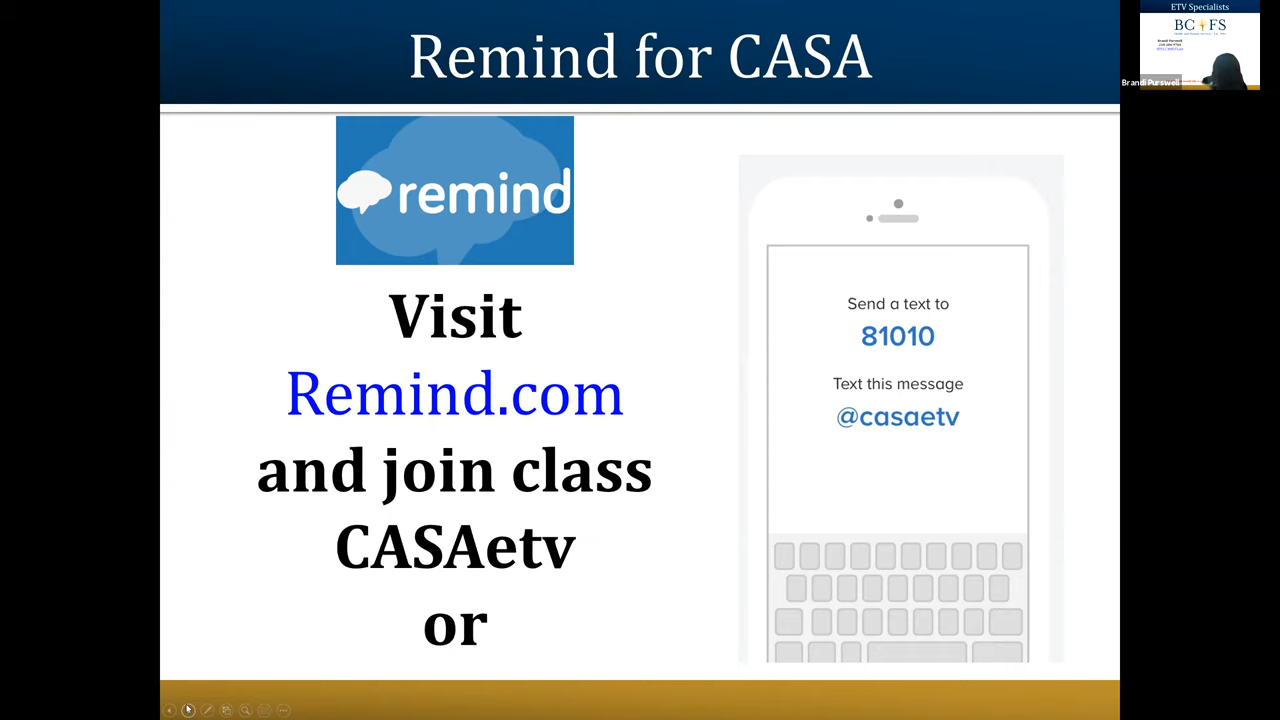 Remind for CASA
remind
Visit
Remind.com
and join class
CASAetv
or
Send a text to
81010
Text this message
@casaetv
ETV Specialists
BCFS
Brandi Purswell